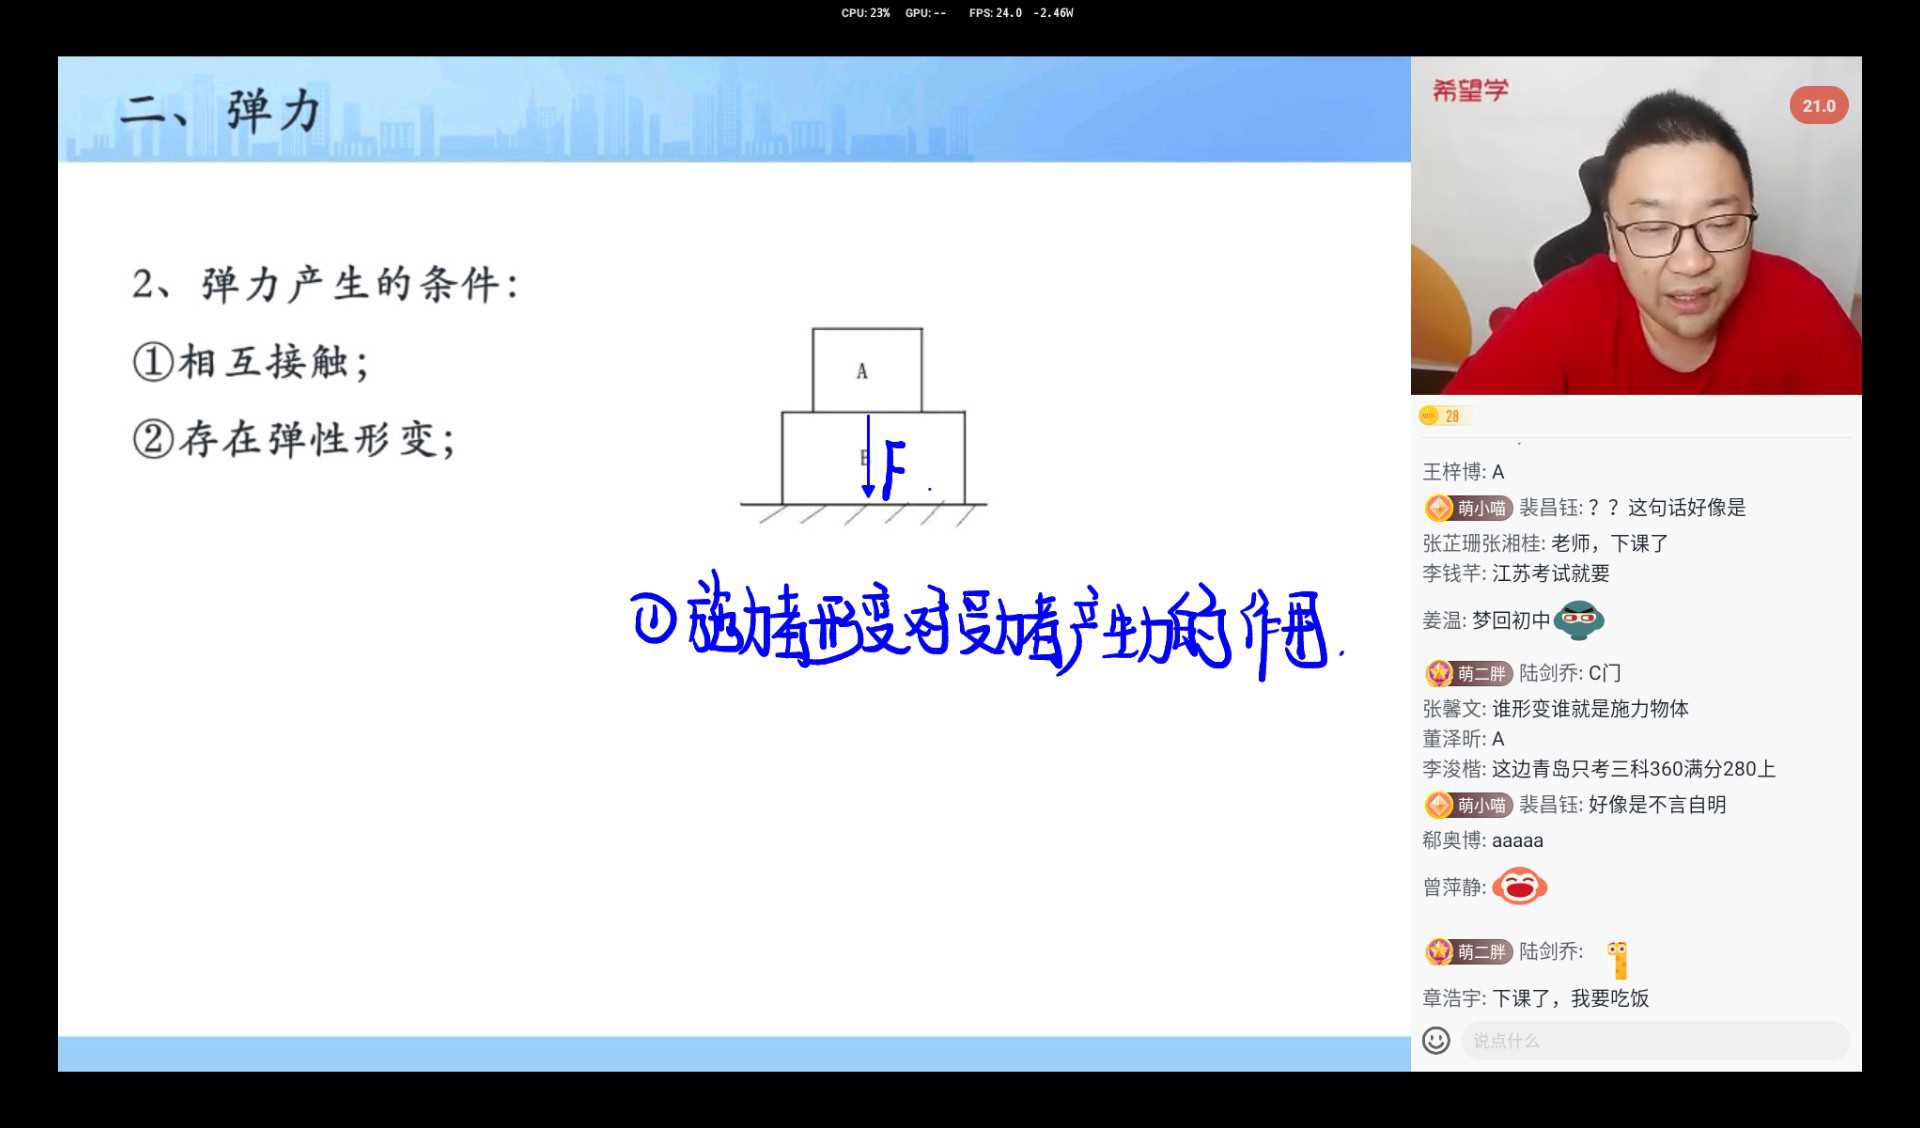 CPU: 23% GPU: -- FPS: 24.0 -2.46W
二、弹力
2、弹力产生的条件:
①相互接触;
②存在弹性形变;
A
F
①施力者形变对受力者产生力的作用.
希望学
21.0
28
王梓博: A
萌小喵 裴昌钰: ？？这句话好像是
张芷珊张湘桂: 老师，下课了
李钱芊: 江苏考试就要
姜温: 梦回初中
萌二胖 陆剑乔: C门
张馨文: 谁形变谁就是施力物体
董泽昕: A
李浚楷: 这边青岛只考三科360满分280上
萌小喵 裴昌钰: 好像是不言自明
郗奥博: aaaaa
曾萍静:
萌二胖 陆剑乔:
章浩宇: 下课了，我要吃饭
说点什么